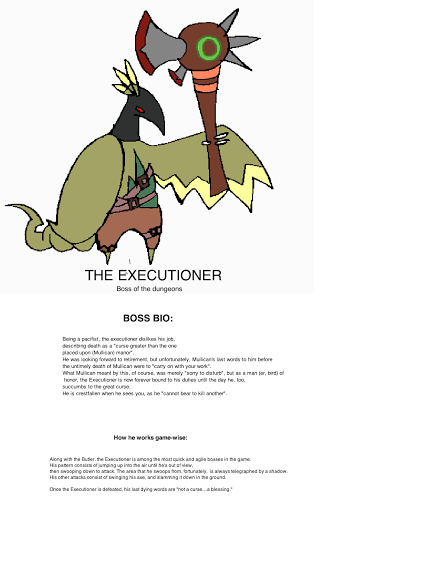 THE EXECUTIONER
Boss of the dungeons
BOSS BIO:
Being a pacifist, the executioner dislikes his job,
describing death as a "curse greater than the one
placed upon (Mullican) manor".
He was looking forward to retirement, but unfortunately, Mullican's last words to him before
the untimely death of Mullican were to "carry on with your work".
What Mullican meant by this, of course, was merely "sorry to disturb", but as a man (er, bird) of
honor, the Executioner is now forever bound to his duties until the day he, too,
succumbs to the great curse.
He is crestfallen when he sees you, as he "cannot bear to kill another".
How he works game-wise:
Along with the Butler, the Executioner is among the most quick and agile bosses in the game.
His pattern consists of jumping up into the air until he's out of view,
then swooping down to attack. The area that he swoops from, fortunately, is always telegraphed by a shadow.
His other attacks consist of swinging his axe, and slamming it down in the ground.
Once the Executioner is defeated, his last dying words are "not a curse... a blessing."